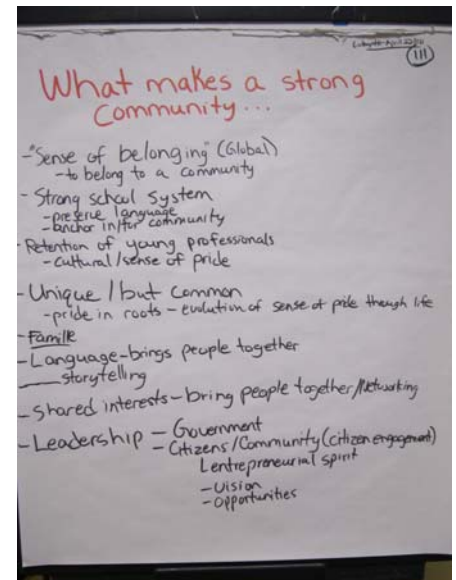 111
What makes a strong
community...
-"Sense of belonging" (Global)
-to belong to a community
- Strong school system
-preserve language
-anchor in/for community
-Retention of young professionals
-cultural/sense of pride
-Unique / but common
-pride in roots - evolution of sense of pride through life
-Famille
-Language-brings people together
storytelling
-Shared interests-bring people together/Networking
-Leadership - Government
- Citizens/Community (citizen engagement)
entrepreneurial spirit
-Vision
-opportunities